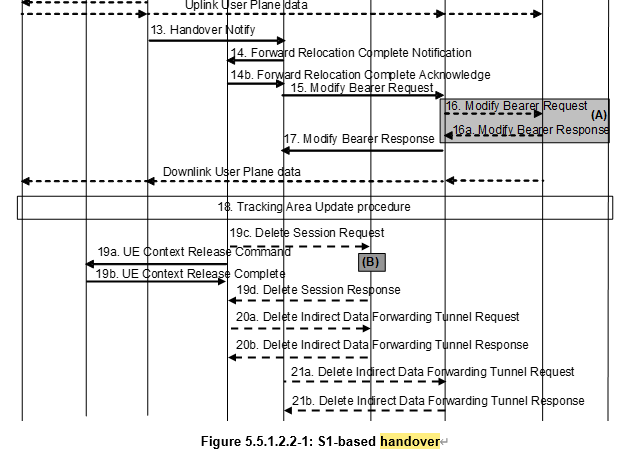 Uplink User Plane data
13. Handover Notify
14. Forward Relocation Complete Notification
14b. Forward Relocation Complete Acknowledge
15. Modify Bearer Request
16. Modify Bearer Request
(A)
16a. Modify Bearer Response
17. Modify Bearer Response
Downlink User Plane data
18. Tracking Area Update procedure
19c. Delete Session Request
19a. UE Context Release Command
(B)
19b. UE Context Release Complete
19d. Delete Session Response
20a. Delete Indirect Data Forwarding Tunnel Request
20b. Delete Indirect Data Forwarding Tunnel Response
21a. Delete Indirect Data Forwarding Tunnel Request
21b. Delete Indirect Data Forwarding Tunnel Response
Figure 5.5.1.2.2-1: S1-based handover